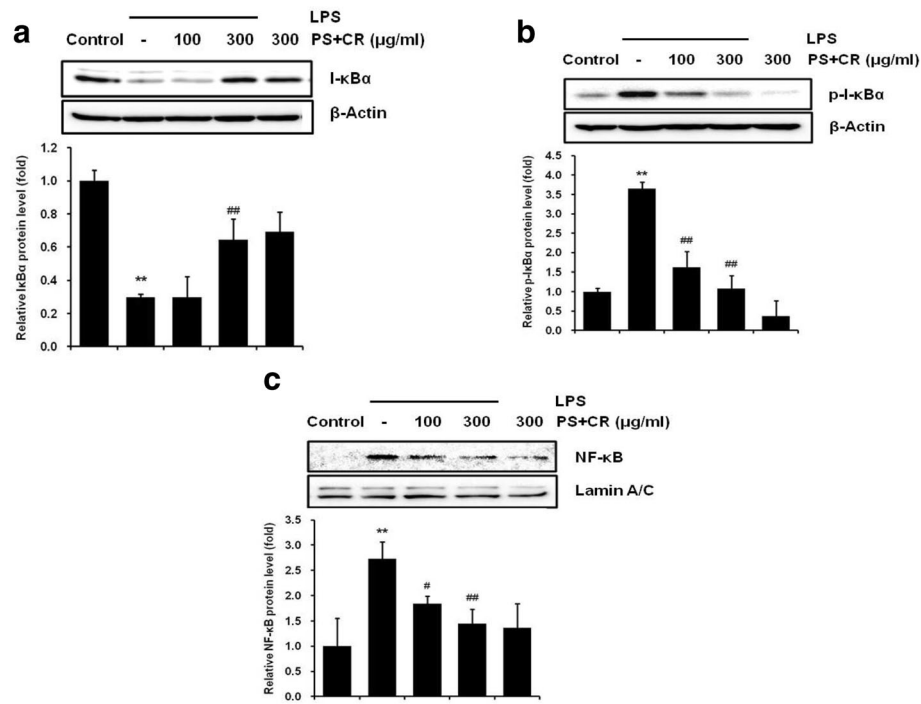 a
LPS
Control - 100 300 300 PS+CR (µg/ml)
I-κBα
β-Actin
Relative IκBα protein level (fold)
1.2
1.0
0.8
0.6
0.4
0.2
0.0
**
##
b
LPS
Control - 100 300 300 PS+CR (µg/ml)
p-I-κBα
β-Actin
Relative p-IκBα protein level (fold)
4.5
4.0
3.5
3.0
2.5
2.0
1.5
1.0
0.5
0.0
**
##
##
c
LPS
Control - 100 300 300 PS+CR (µg/ml)
NF-κB
Lamin A/C
Relative NF-κB protein level (fold)
3.5
3.0
2.5
2.0
1.5
1.0
0.5
0.0
**
#
##